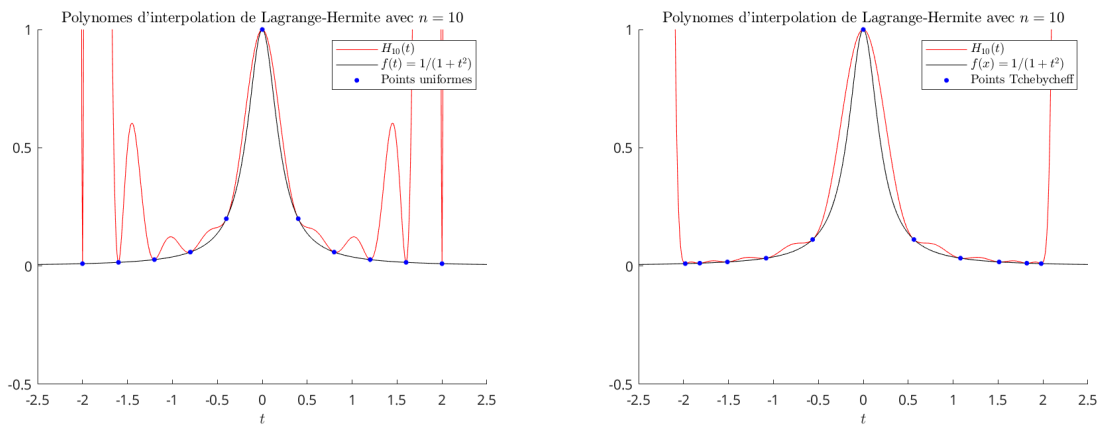 Polynomes d'interpolation de Lagrange-Hermite avec n = 10
H₁₀(t)
f(t) = 1/(1 + t²)
Points uniformes
1
0.5
0
-0.5
-2.5 -2 -1.5 -1 -0.5 0 0.5 1 1.5 2 2.5
t
Polynomes d'interpolation de Lagrange-Hermite avec n = 10
H₁₀(t)
f(x) = 1/(1 + t²)
Points Tchebycheff
1
0.5
0
-0.5
-2.5 -2 -1.5 -1 -0.5 0 0.5 1 1.5 2 2.5
t